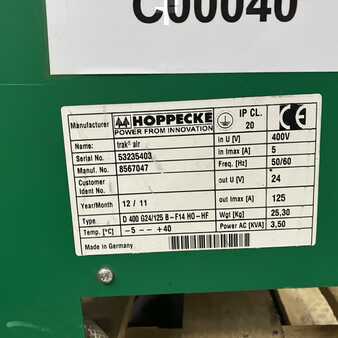 C00040
Manufacturer HOPPECKE IP CL. CE
POWER FROM INNOVATION 20
Name: trak® air in U [V] 400V
Serial No. 53235403 in Imax [A] 5
Manuf. No. 8567047 Freq. [Hz] 50/60
Customer Ident No. out U [V] 24
Year/Month 12 / 11 out Imax [A] 125
Type D 400 G24/125 B-F14 HO-HF Wgt [Kg] 25,30
Temp. [°C] -5 -- +40 Power AC [KVA] 3,50
Made in Germany